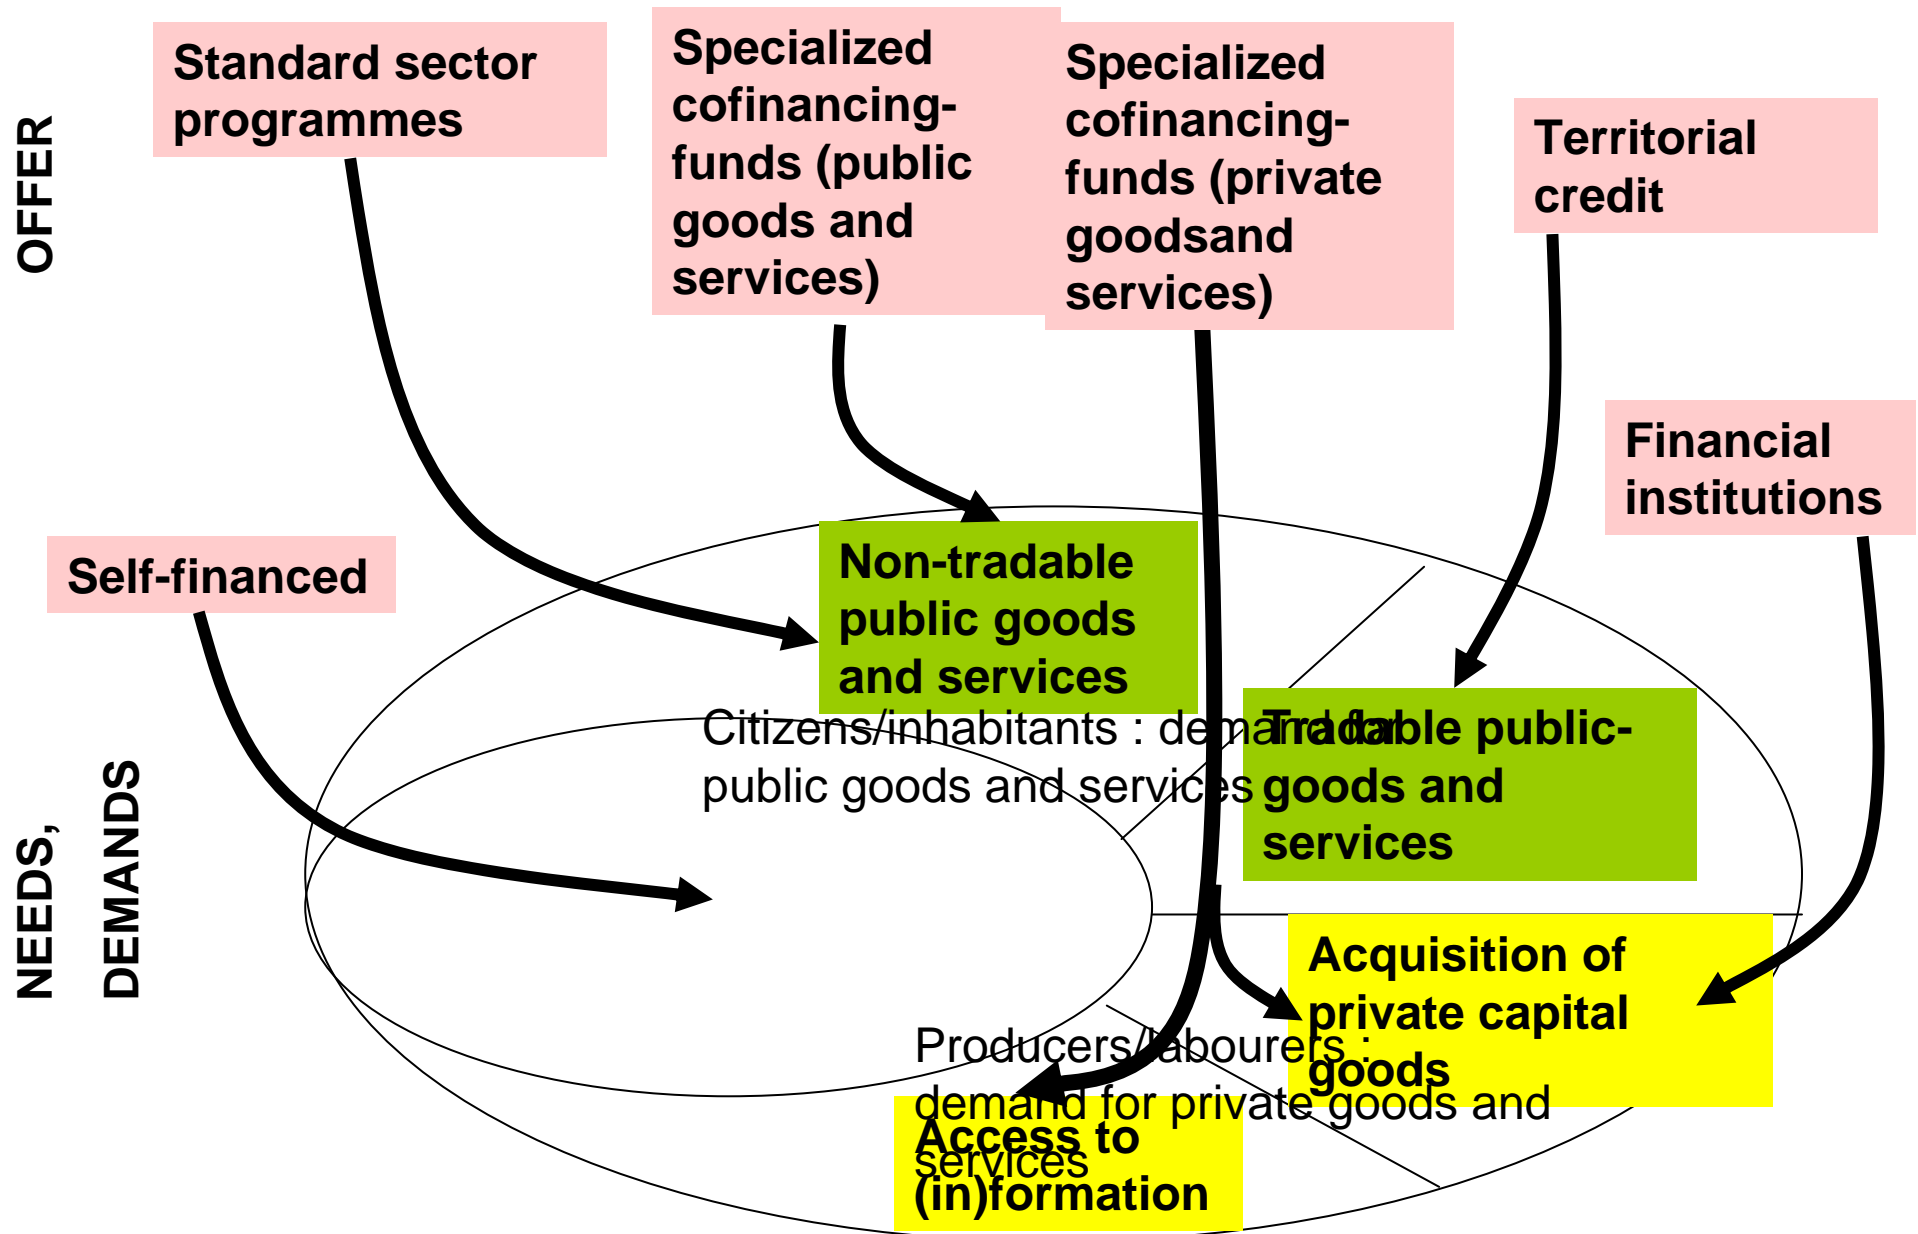 OFFER
Standard sector
programmes
Specialized
cofinancing-
funds (public
goods and
services)
Specialized
cofinancing-
funds (private
goodsand
services)
Territorial
credit
Financial
institutions
Self-financed
NEEDS,
DEMANDS
Non-tradable
public goods
and services
Citizens/inhabitants : demand for
public goods and services
Tradable public-
goods and
services
Acquisition of
private capital
goods
Producers/labourers :
demand for private goods and
services
Access to
(in)formation